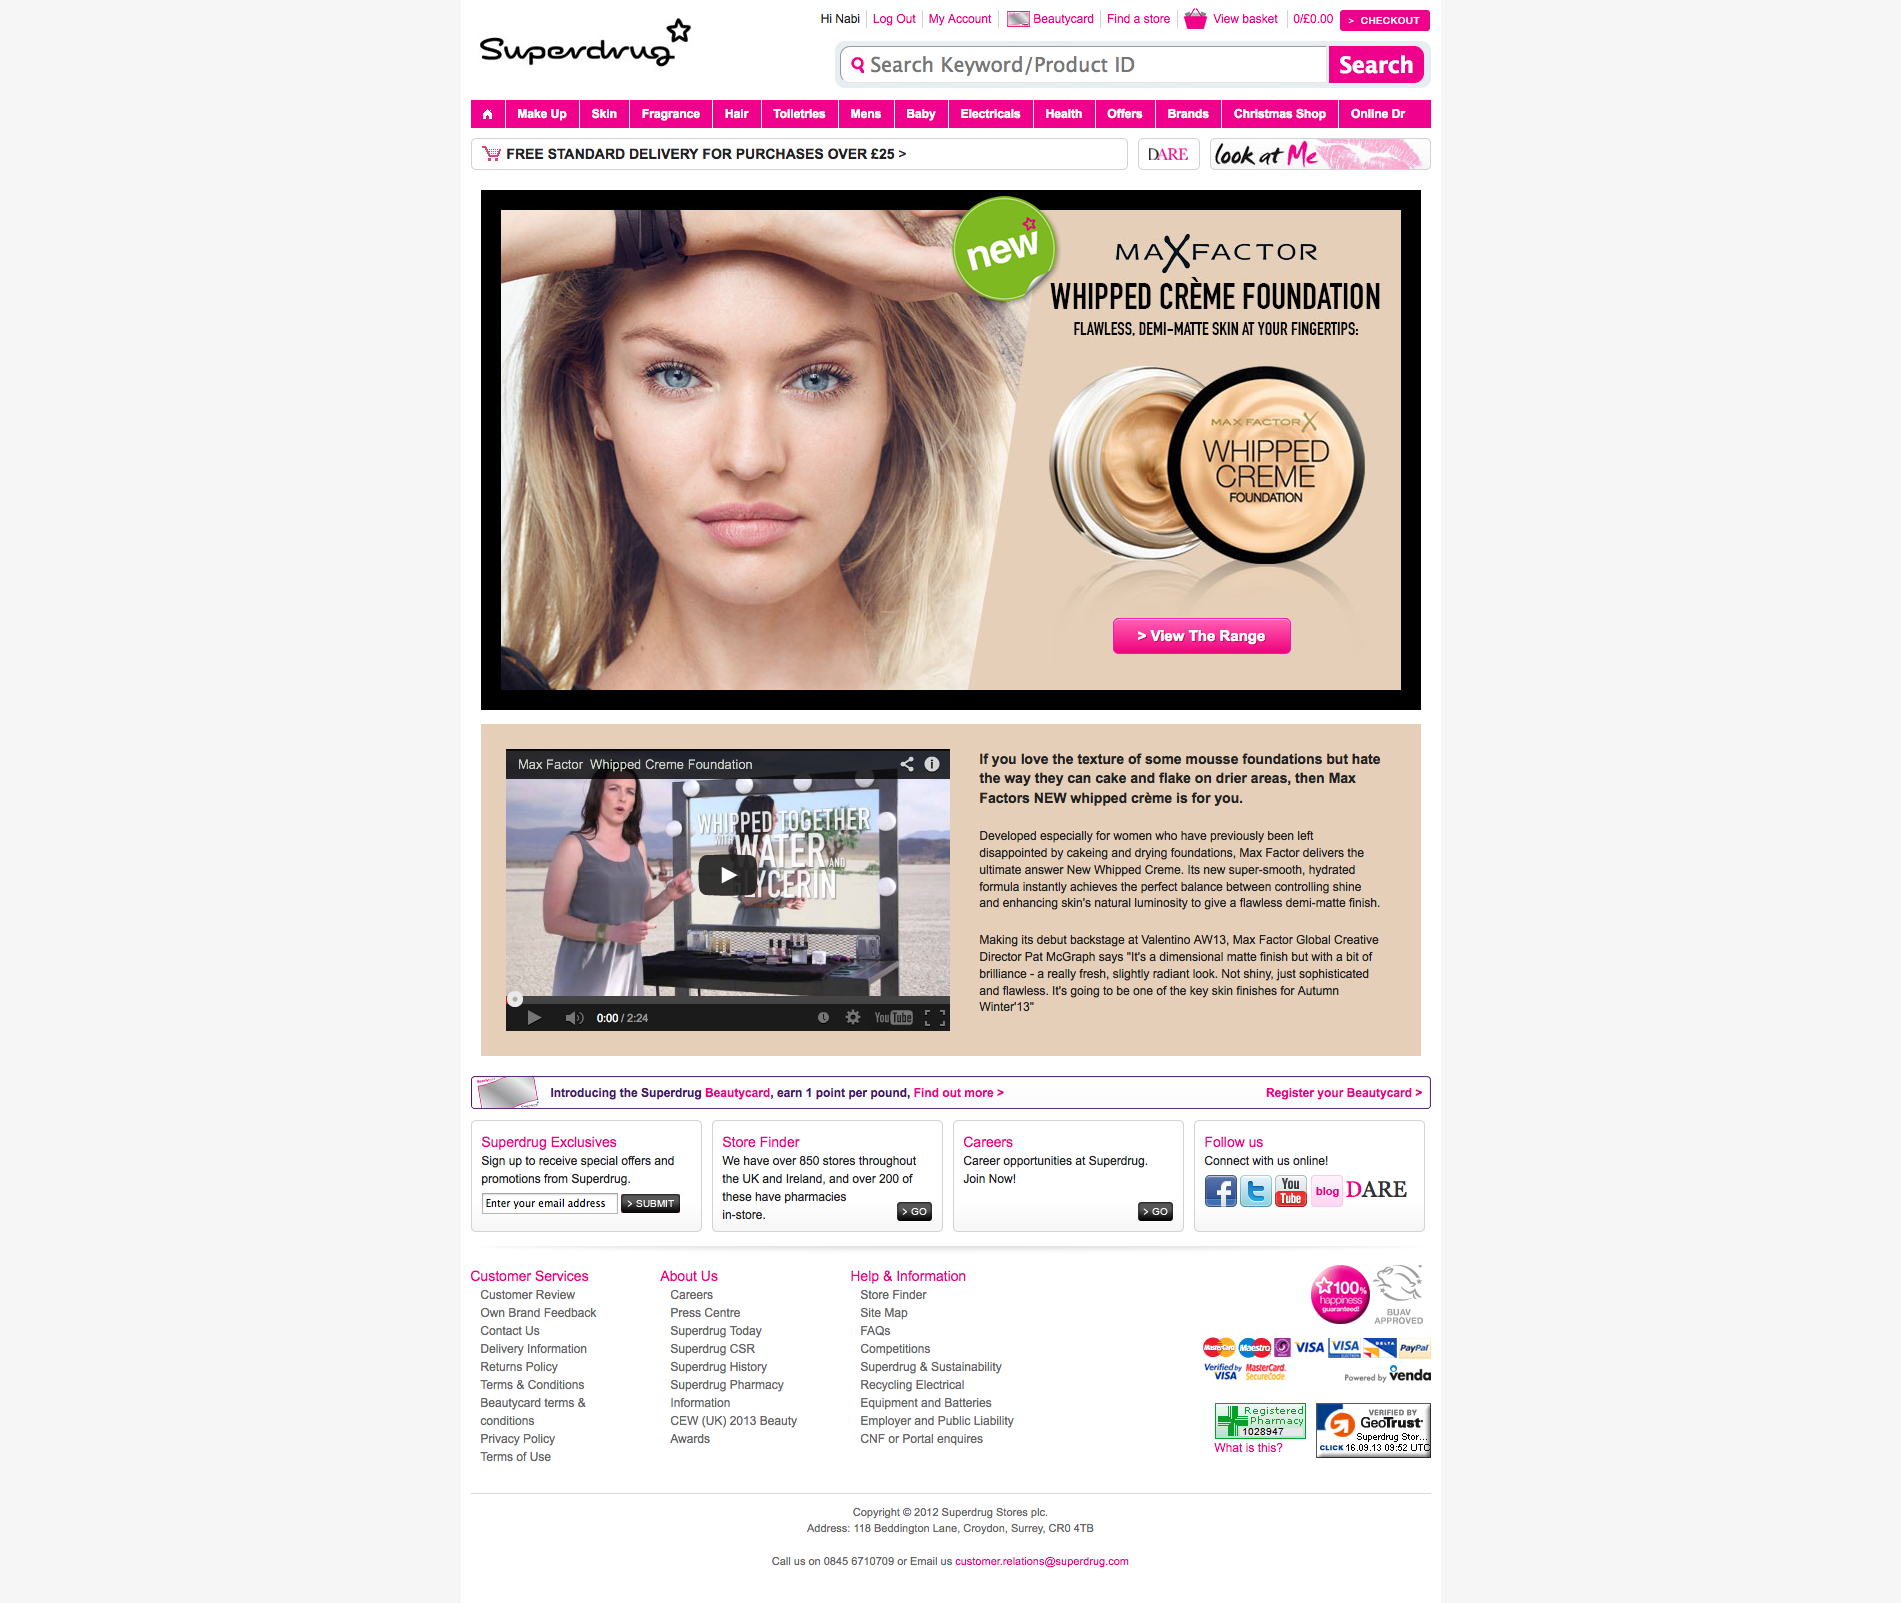 Superdrug
Hi Nabi
Log Out
My Account
Beautycard
Find a store
View basket
0/£0.00
> CHECKOUT
Search Keyword/Product ID
Search
Make Up
Skin
Fragrance
Hair
Toiletries
Mens
Baby
Electricals
Health
Offers
Brands
Christmas Shop
Online Dr
FREE STANDARD DELIVERY FOR PURCHASES OVER £25 >
DARE
look at Me
new
MAXFACTOR
WHIPPED CRÈME FOUNDATION
FLAWLESS, DEMI-MATTE SKIN AT YOUR FINGERTIPS:
MAX FACTOR X
WHIPPED
CREME
FOUNDATION
> View The Range
Max Factor Whipped Creme Foundation
WHIPPED TOGETHER
WITH WATER AND
GLYCERIN
0:00 / 2:24
YouTube
If you love the texture of some mousse foundations but hate
the way they can cake and flake on drier areas, then Max
Factors NEW whipped crème is for you.
Developed especially for women who have previously been left
disappointed by cakeing and drying foundations, Max Factor delivers the
ultimate answer New Whipped Creme. Its new super-smooth, hydrated
formula instantly achieves the perfect balance between controlling shine
and enhancing skin's natural luminosity to give a flawless demi-matte finish.
Making its debut backstage at Valentino AW13, Max Factor Global Creative
Director Pat McGraph says "It's a dimensional matte finish but with a bit of
brilliance - a really fresh, slightly radiant look. Not shiny, just sophisticated
and flawless. It's going to be one of the key skin finishes for Autumn
Winter'13"
Introducing the Superdrug Beautycard, earn 1 point per pound, Find out more >
Register your Beautycard >
Superdrug Exclusives
Sign up to receive special offers and
promotions from Superdrug.
Enter your email address
> SUBMIT
Store Finder
We have over 850 stores throughout
the UK and Ireland, and over 200 of
these have pharmacies
in-store.
> GO
Careers
Career opportunities at Superdrug.
Join Now!
> GO
Follow us
Connect with us online!
You Tube
blog
DARE
Customer Services
Customer Review
Own Brand Feedback
Contact Us
Delivery Information
Returns Policy
Terms & Conditions
Beautycard terms &
conditions
Privacy Policy
Terms of Use
About Us
Careers
Press Centre
Superdrug Today
Superdrug CSR
Superdrug History
Superdrug Pharmacy
Information
CEW (UK) 2013 Beauty
Awards
Help & Information
Store Finder
Site Map
FAQs
Competitions
Superdrug & Sustainability
Recycling Electrical
Equipment and Batteries
Employer and Public Liability
CNF or Portal enquires
100%
happiness
guaranteed!
BUAV
APPROVED
MasterCard
Maestro
VISA
VISA
DELTA
PayPal
Verified by
VISA
MasterCard.
SecureCode.
Powered by venda
Registered
Pharmacy
1028947
What is this?
VERIFIED BY
GeoTrust
Superdrug Stor...
CLICK 16.09.13 09:52 UTC
Copyright © 2012 Superdrug Stores plc.
Address: 118 Beddington Lane, Croydon, Surrey, CR0 4TB
Call us on 0845 6710709 or Email us customer.relations@superdrug.com